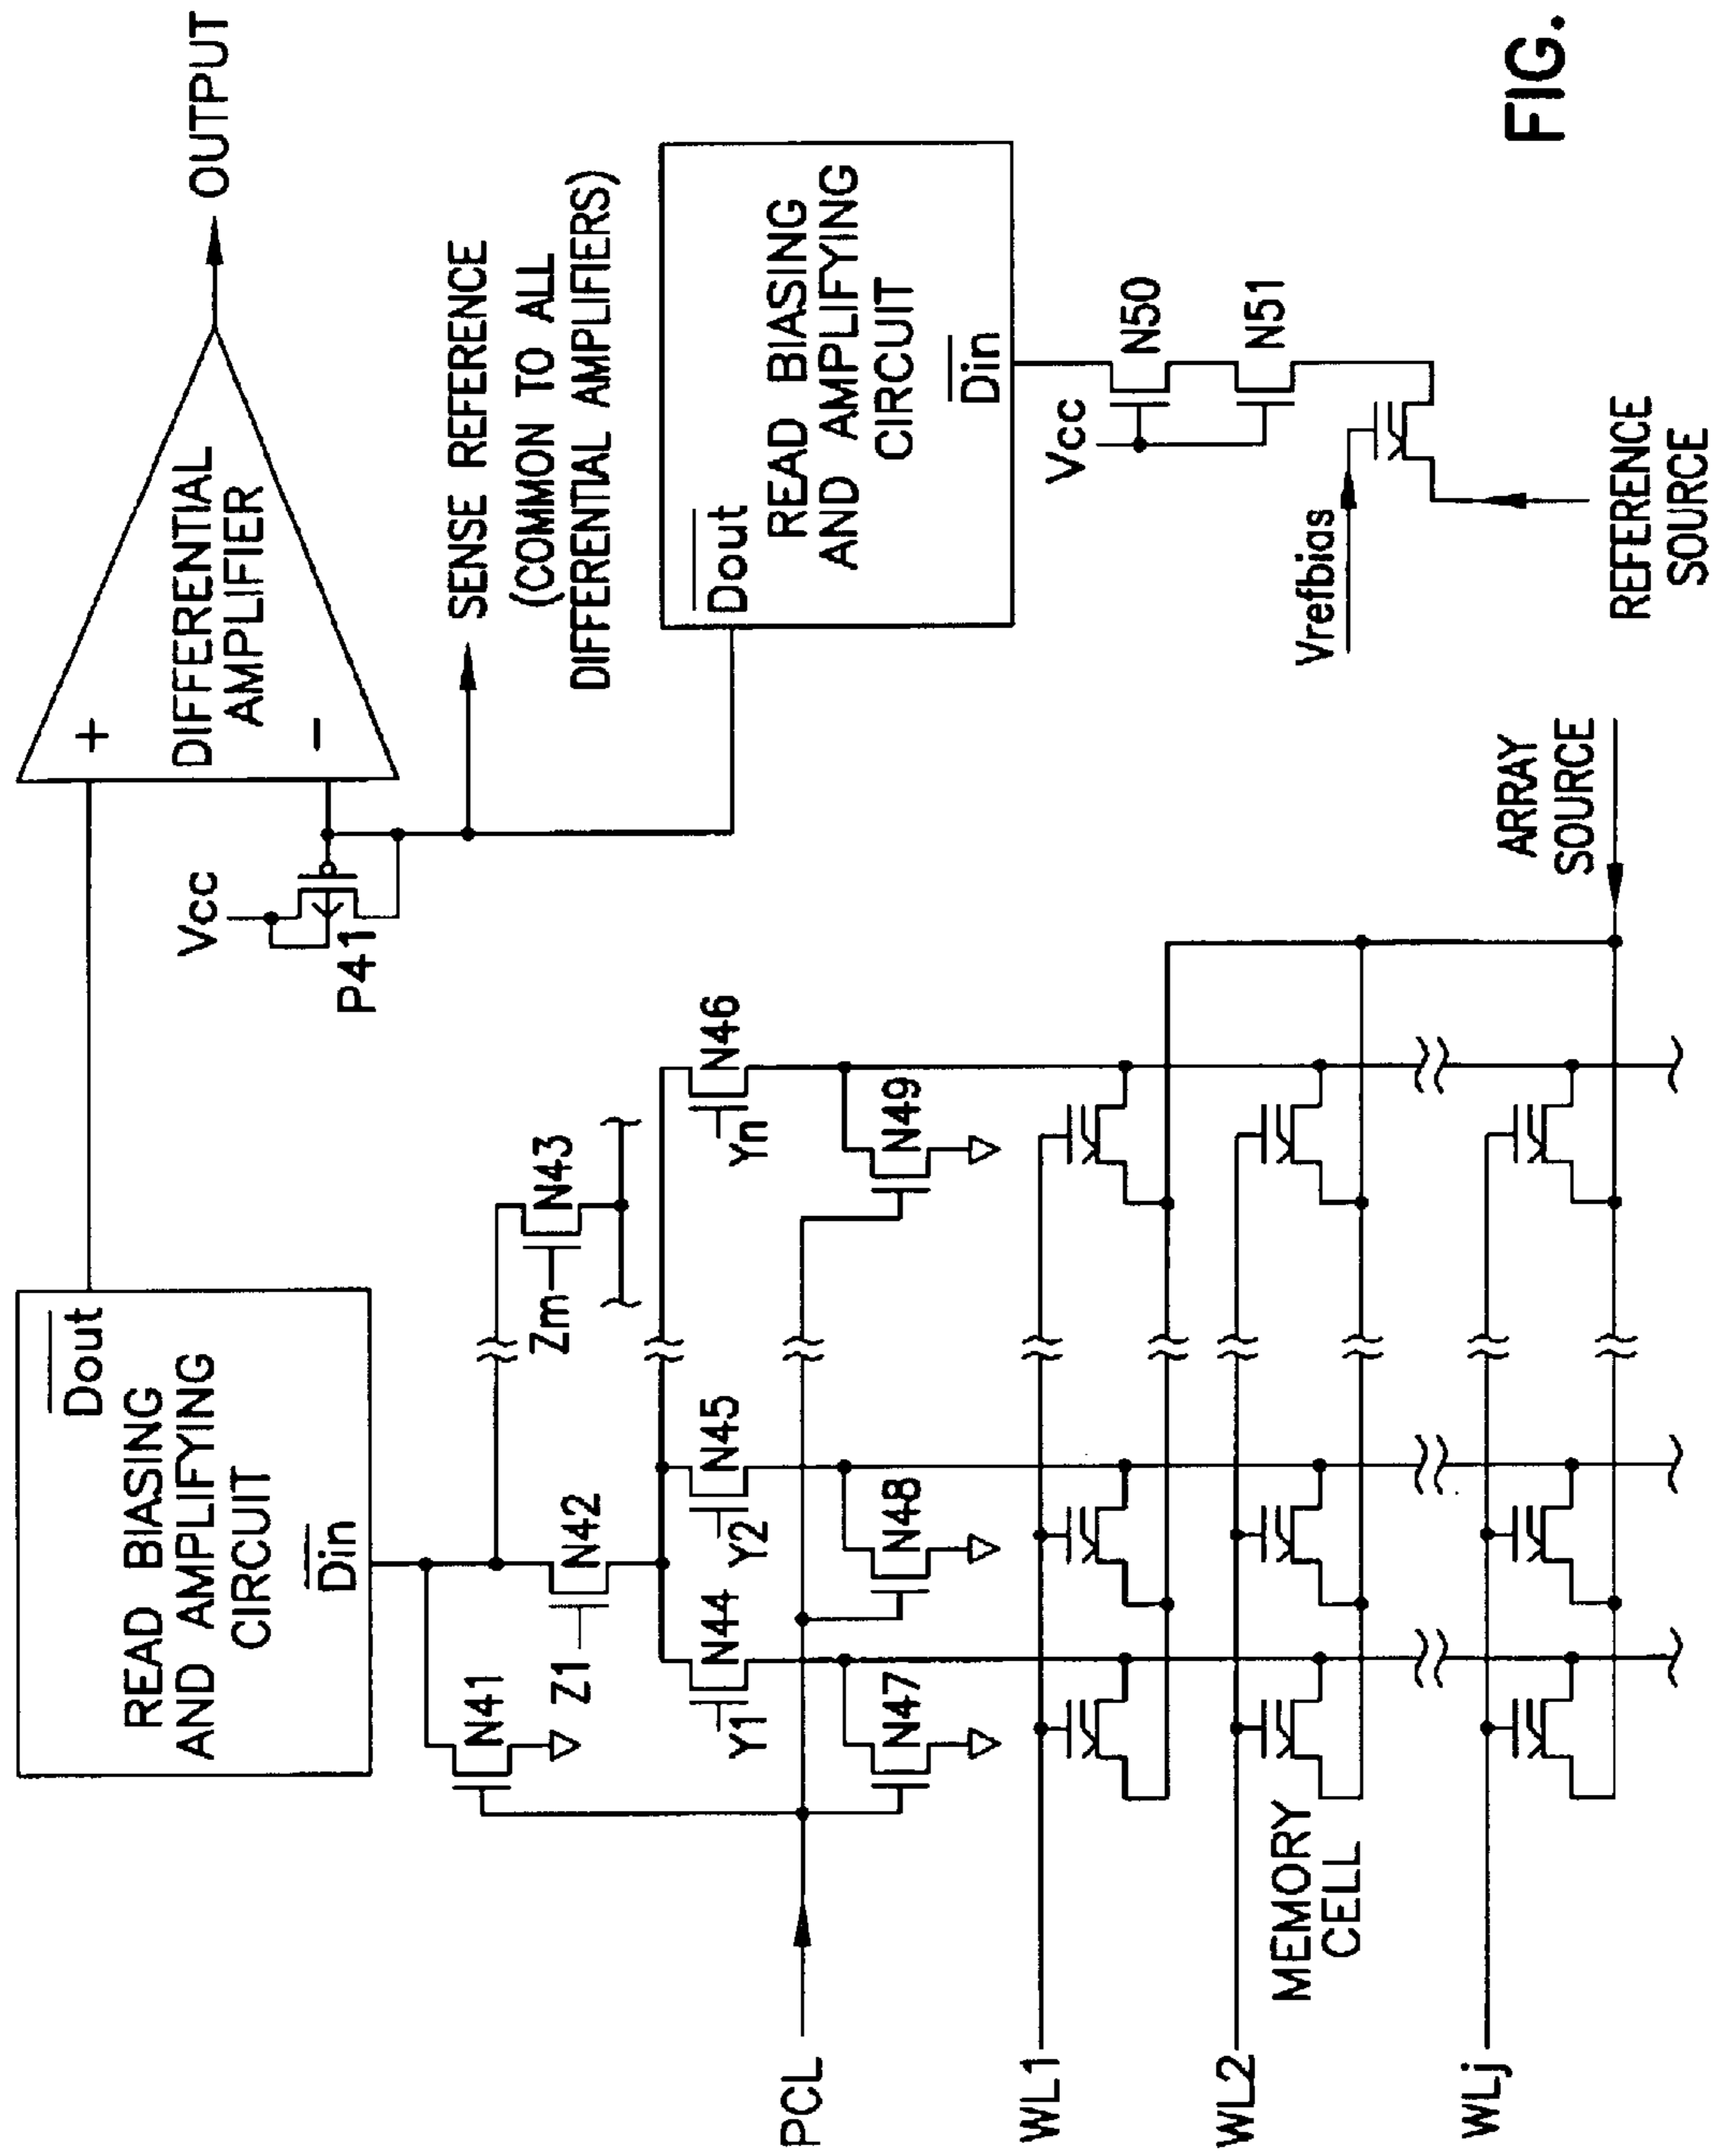 READ BIASING
AND AMPLIFYING
CIRCUIT
Dout
Din
DIFFERENTIAL
AMPLIFIER
+
−
OUTPUT
Vcc
P41
SENSE REFERENCE
(COMMON TO ALL
DIFFERENTIAL AMPLIFIERS)
Dout
READ BIASING
AND AMPLIFYING
CIRCUIT
Din
N41
Z1
N42
Zm
N43
Y1
N44
Y2
N45
Yn
N46
N47
N48
N49
PCL
WL1
WL2
MEMORY
CELL
WLj
ARRAY
SOURCE
Vcc
N50
N51
Vrefbias
REFERENCE
SOURCE
FIG.